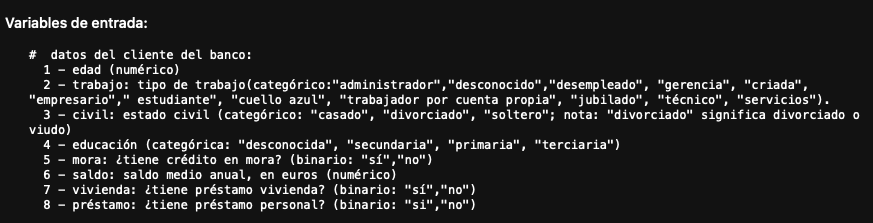 Variables de entrada:
# datos del cliente del banco:
1 - edad (numérico)
2 - trabajo: tipo de trabajo(categórico:"administrador","desconocido","desempleado", "gerencia", "criada",
"empresario"," estudiante", "cuello azul", "trabajador por cuenta propia", "jubilado", "técnico", "servicios").
3 - civil: estado civil (categórico: "casado", "divorciado", "soltero"; nota: "divorciado" significa divorciado o
viudo)
4 - educación (categórica: "desconocida", "secundaria", "primaria", "terciaria")
5 - mora: ¿tiene crédito en mora? (binario: "sí","no")
6 - saldo: saldo medio anual, en euros (numérico)
7 - vivienda: ¿tiene préstamo vivienda? (binario: "sí","no")
8 - préstamo: ¿tiene préstamo personal? (binario: "si","no")